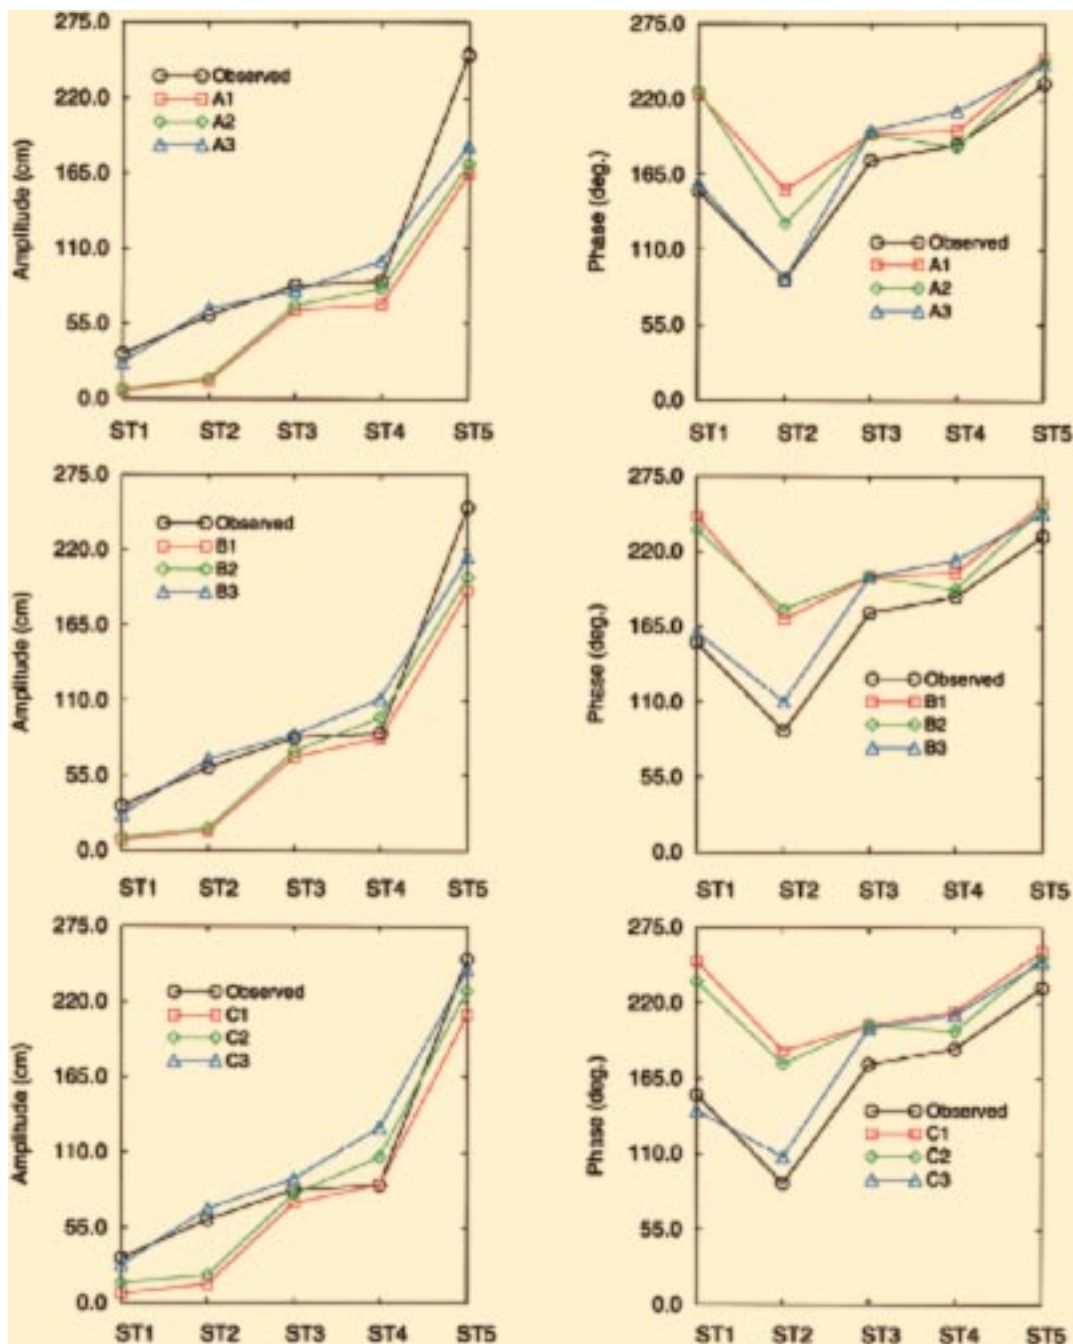 Amplitude (cm)
275.0
220.0
165.0
110.0
55.0
0.0
ST1 ST2 ST3 ST4 ST5
Observed
A1
A2
A3
Phase (deg.)
275.0
220.0
165.0
110.0
55.0
0.0
ST1 ST2 ST3 ST4 ST5
Observed
A1
A2
A3
Amplitude (cm)
275.0
220.0
165.0
110.0
55.0
0.0
ST1 ST2 ST3 ST4 ST5
Observed
B1
B2
B3
Phase (deg.)
275.0
220.0
165.0
110.0
55.0
0.0
ST1 ST2 ST3 ST4 ST5
Observed
B1
B2
B3
Amplitude (cm)
275.0
220.0
165.0
110.0
55.0
0.0
ST1 ST2 ST3 ST4 ST5
Observed
C1
C2
C3
Phase (deg.)
275.0
220.0
165.0
110.0
55.0
0.0
ST1 ST2 ST3 ST4 ST5
Observed
C1
C2
C3